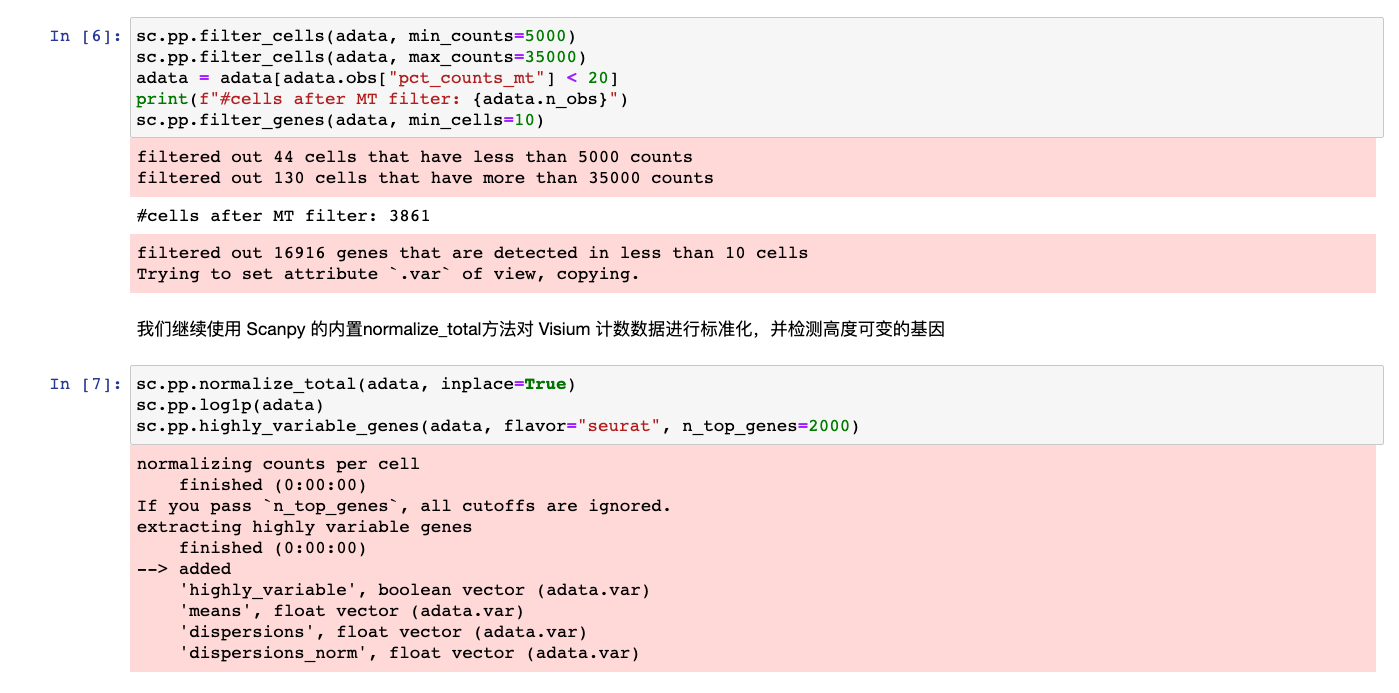 In [6]:
sc.pp.filter_cells(adata, min_counts=5000)
sc.pp.filter_cells(adata, max_counts=35000)
adata = adata[adata.obs["pct_counts_mt"] < 20]
print(f"#cells after MT filter: {adata.n_obs}")
sc.pp.filter_genes(adata, min_cells=10)
filtered out 44 cells that have less than 5000 counts
filtered out 130 cells that have more than 35000 counts
#cells after MT filter: 3861
filtered out 16916 genes that are detected in less than 10 cells
Trying to set attribute `.var` of view, copying.
我们继续使用 Scanpy 的内置normalize_total方法对 Visium 计数数据进行标准化，并检测高度可变的基因
In [7]:
sc.pp.normalize_total(adata, inplace=True)
sc.pp.log1p(adata)
sc.pp.highly_variable_genes(adata, flavor="seurat", n_top_genes=2000)
normalizing counts per cell
    finished (0:00:00)
If you pass `n_top_genes`, all cutoffs are ignored.
extracting highly variable genes
    finished (0:00:00)
--> added
    'highly_variable', boolean vector (adata.var)
    'means', float vector (adata.var)
    'dispersions', float vector (adata.var)
    'dispersions_norm', float vector (adata.var)